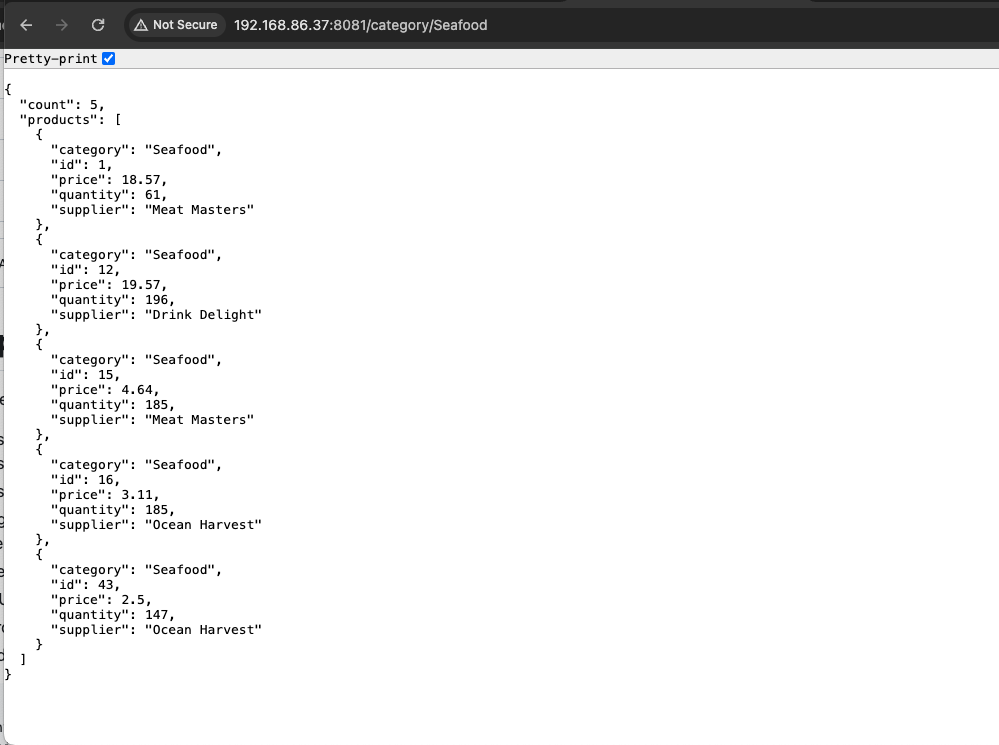 Not Secure 192.168.86.37:8081/category/Seafood
Pretty-print
{
  "count": 5,
  "products": [
    {
      "category": "Seafood",
      "id": 1,
      "price": 18.57,
      "quantity": 61,
      "supplier": "Meat Masters"
    },
    {
      "category": "Seafood",
      "id": 12,
      "price": 19.57,
      "quantity": 196,
      "supplier": "Drink Delight"
    },
    {
      "category": "Seafood",
      "id": 15,
      "price": 4.64,
      "quantity": 185,
      "supplier": "Meat Masters"
    },
    {
      "category": "Seafood",
      "id": 16,
      "price": 3.11,
      "quantity": 185,
      "supplier": "Ocean Harvest"
    },
    {
      "category": "Seafood",
      "id": 43,
      "price": 2.5,
      "quantity": 147,
      "supplier": "Ocean Harvest"
    }
  ]
}